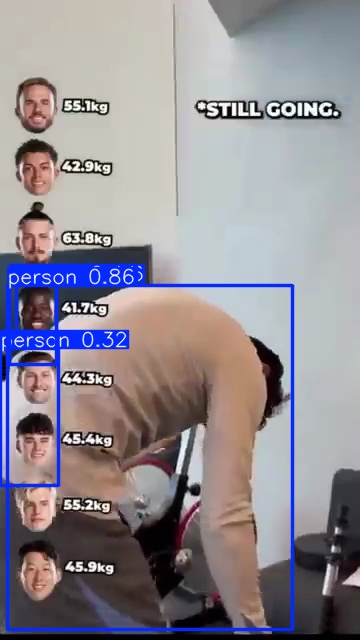 55.1kg
*STILL GOING.
42.9kg
63.8kg
person 0.86
41.7kg
person 0.32
44.3kg
45.4kg
55.2kg
45.9kg